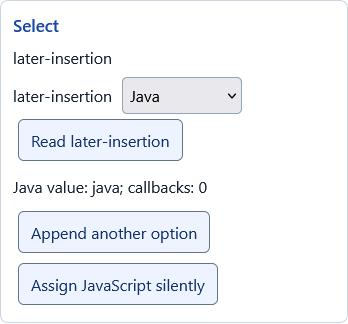 Select
later-insertion
later-insertion Java
Read later-insertion
Java value: java; callbacks: 0
Append another option
Assign JavaScript silently